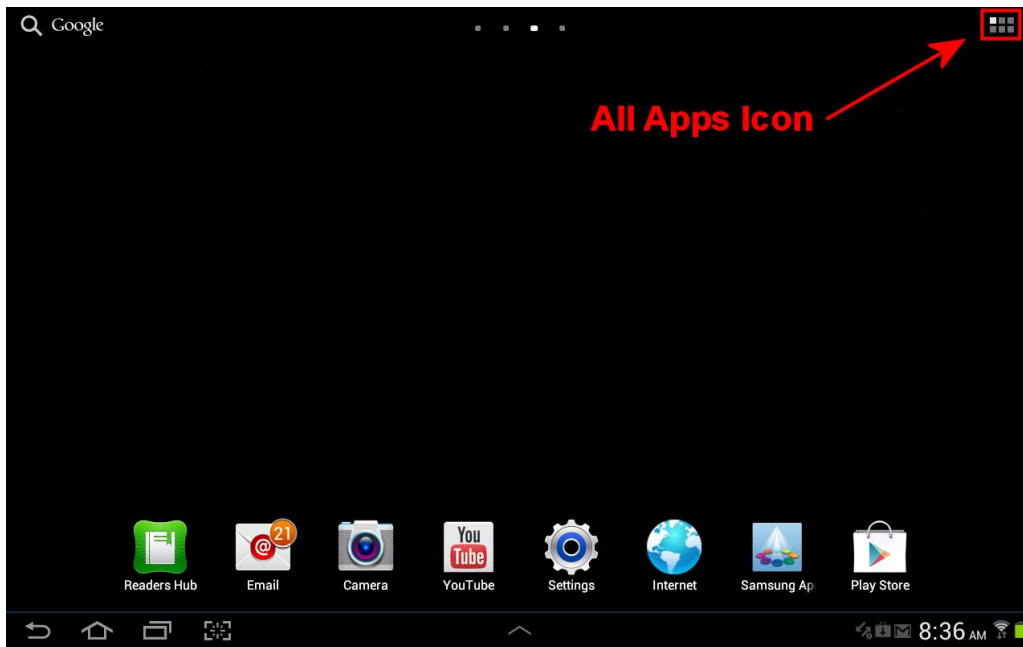 Google
All Apps Icon
21
You
Tube
@
Readers Hub
Email
Camera
YouTube
Settings
Internet
Samsung Ap
Play Store
8:36 AM